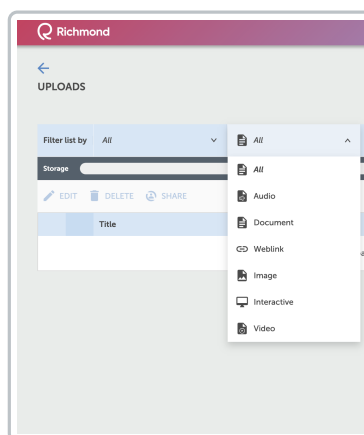 Richmond
UPLOADS
Filter list by All All
Storage All
EDIT DELETE SHARE Audio
Title Document
Weblink
Image
Interactive
Video